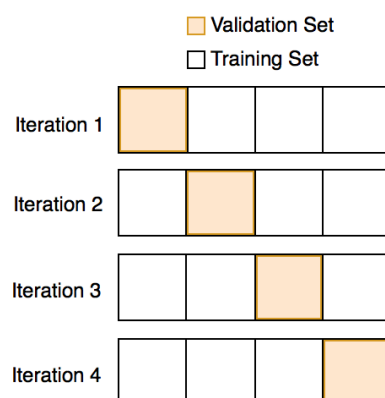 Validation Set
Training Set
Iteration 1
Iteration 2
Iteration 3
Iteration 4